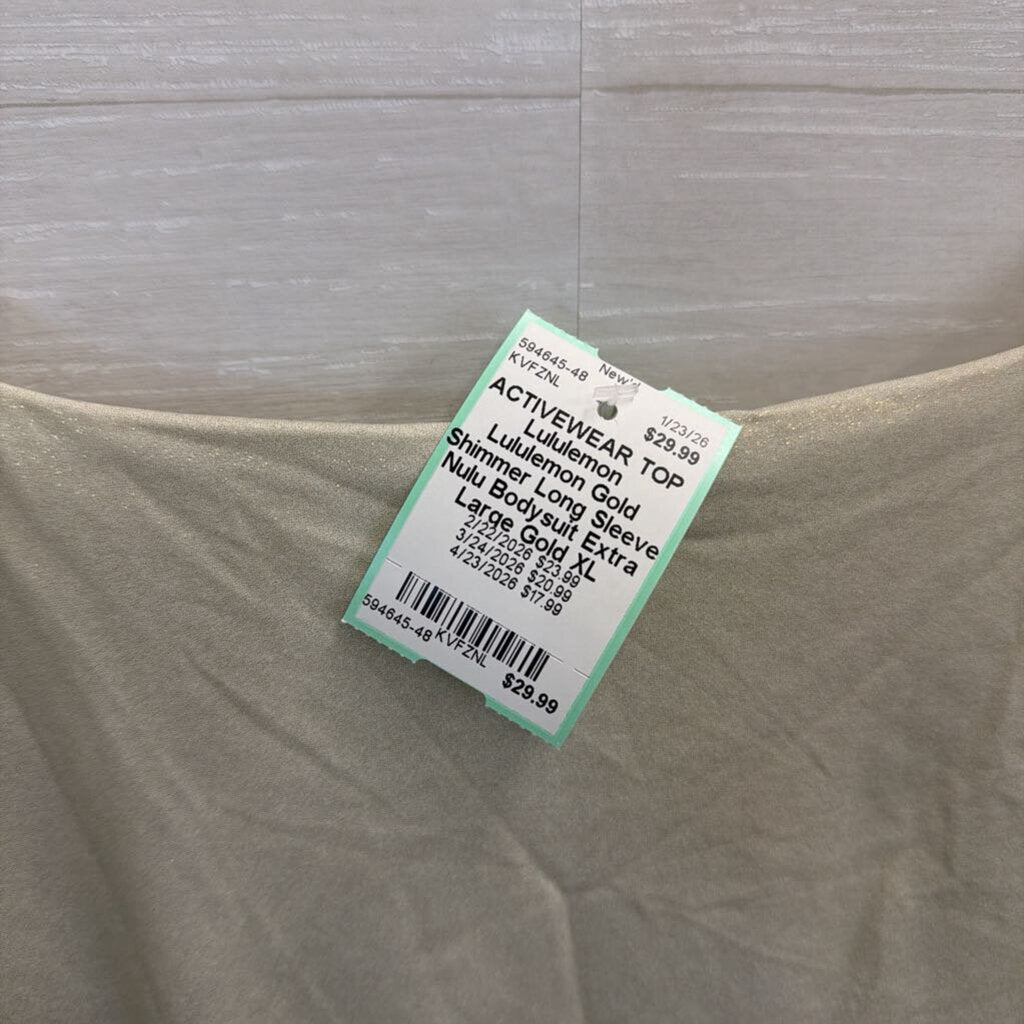 594645-48
KVFZNL
1/23/26
$29.99
ACTIVEWEAR TOP
Lululemon
Lululemon Gold
Shimmer Long Sleeve
Nulu Bodysuit Extra
Large Gold XL
2/22/2026 $23.99
3/24/2026 $20.99
4/23/2026 $17.99
594645-48 KVFZNL
$29.99